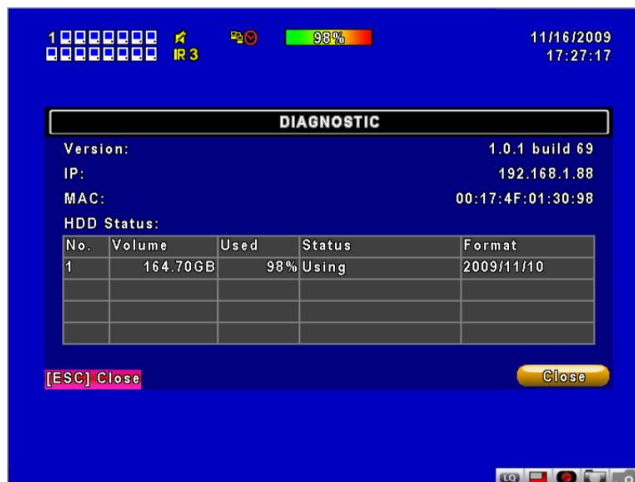 1 98% 11/16/2009
IR 3 17:27:17
DIAGNOSTIC
Version: 1.0.1 build 69
IP: 192.168.1.88
MAC: 00:17:4F:01:30:98
HDD Status:
No. Volume Used Status Format
1 164.70GB 98% Using 2009/11/10
[ESC] Close Close
LQ